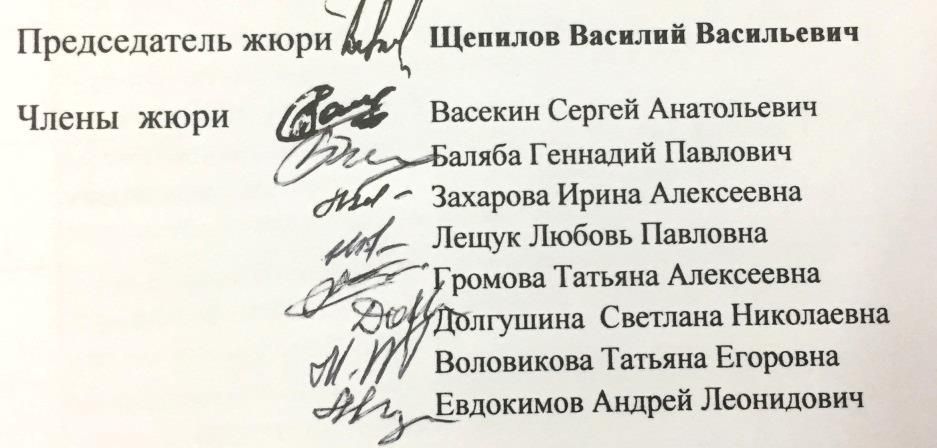 Председатель жюри Щепилов Василий Васильевич
Члены жюри Васекин Сергей Анатольевич
Баляба Геннадий Павлович
Захарова Ирина Алексеевна
Лещук Любовь Павловна
Громова Татьяна Алексеевна
Долгушина Светлана Николаевна
Воловикова Татьяна Егоровна
Евдокимов Андрей Леонидович